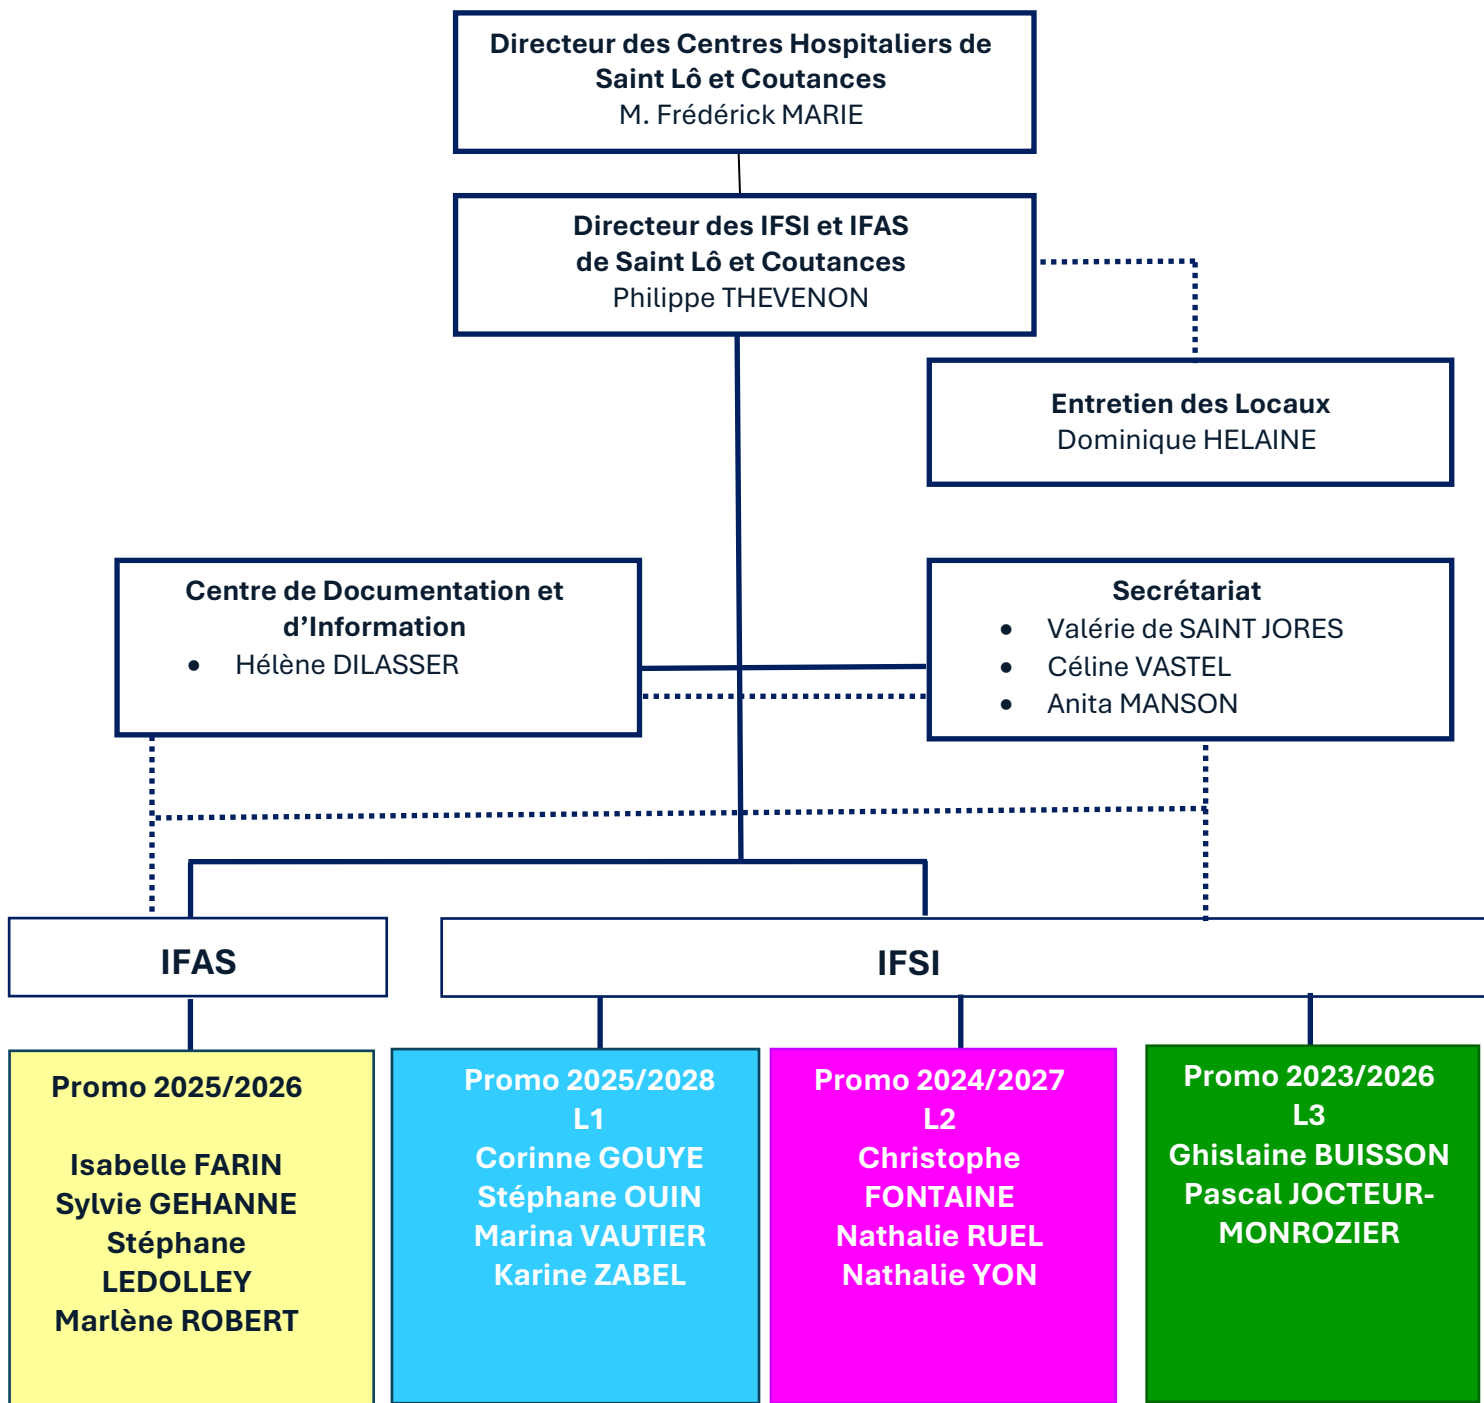 Directeur des Centres Hospitaliers de
Saint Lô et Coutances
M. Frédérick MARIE
Directeur des IFSI et IFAS
de Saint Lô et Coutances
Philippe THEVENON
Entretien des Locaux
Dominique HELAINE
Centre de Documentation et
d’Information
• Hélène DILASSER
Secrétariat
• Valérie de SAINT JORES
• Céline VASTEL
• Anita MANSON
IFAS
IFSI
Promo 2025/2026
Isabelle FARIN
Sylvie GEHANNE
Stéphane
LEDOLLEY
Marlène ROBERT
Promo 2025/2028
L1
Corinne GOUYE
Stéphane OUIN
Marina VAUTIER
Karine ZABEL
Promo 2024/2027
L2
Christophe
FONTAINE
Nathalie RUEL
Nathalie YON
Promo 2023/2026
L3
Ghislaine BUISSON
Pascal JOCTEUR-
MONROZIER